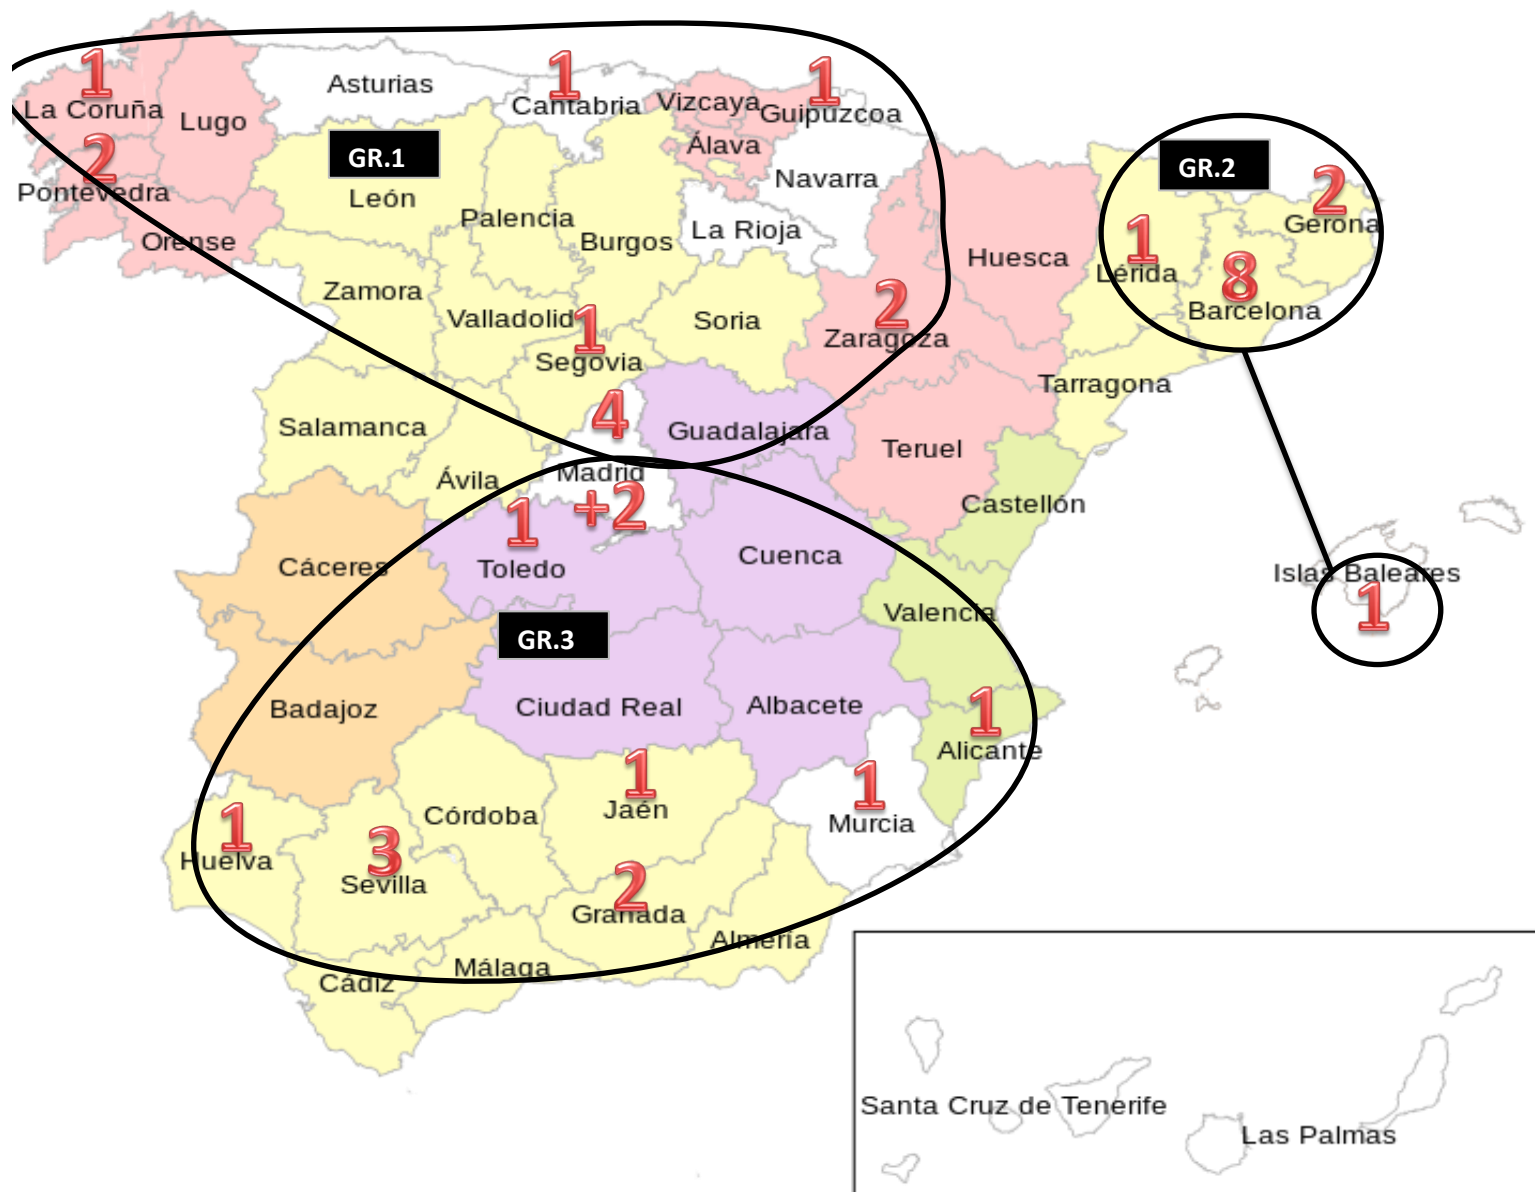 1
1
1
Asturias
La Coruña
Lugo
Cantabria
Vizcaya
Guipúzcoa
GR.1
Álava
2
Pontevedra
León
Navarra
Palencia
La Rioja
Orense
Burgos
Huesca
GR.2
2
Gerona
1
Lérida
8
Barcelona
Zamora
Valladolid
1
Segovia
Soria
2
Zaragoza
Tarragona
Salamanca
4
Guadalajara
Teruel
Ávila
Madrid
+2
Castellón
1
Toledo
Cuenca
Cáceres
Islas Baleares
1
Valencia
GR.3
Badajoz
Ciudad Real
Albacete
1
Alicante
1
Jaén
1
Murcia
Córdoba
1
Huelva
3
Sevilla
2
Granada
Almería
Málaga
Cádiz
Santa Cruz de Tenerife
Las Palmas